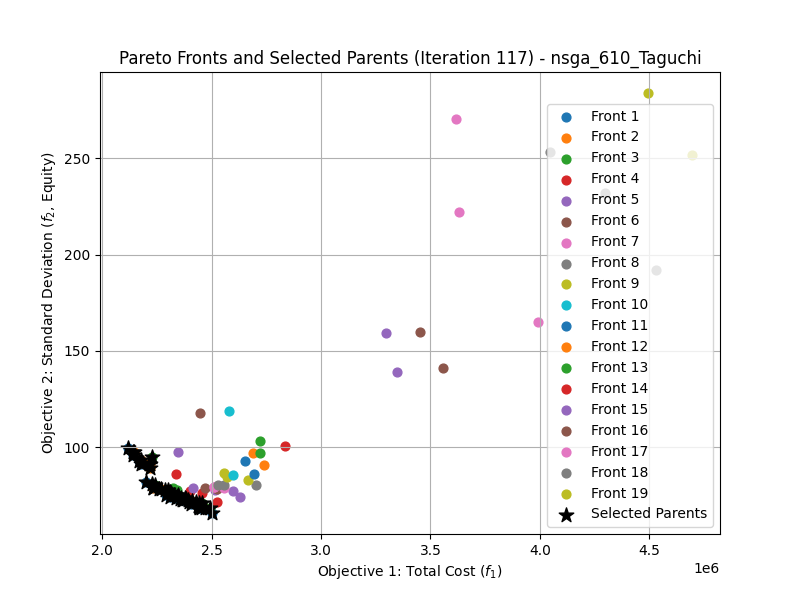 Pareto Fronts and Selected Parents (Iteration 117) - nsga_610_Taguchi
Objective 2: Standard Deviation (f₂, Equity)
250
200
150
100
2.0
2.5
3.0
3.5
4.0
4.5
1e6
Objective 1: Total Cost (f₁)
Front 1
Front 2
Front 3
Front 4
Front 5
Front 6
Front 7
Front 8
Front 9
Front 10
Front 11
Front 12
Front 13
Front 14
Front 15
Front 16
Front 17
Front 18
Front 19
Selected Parents